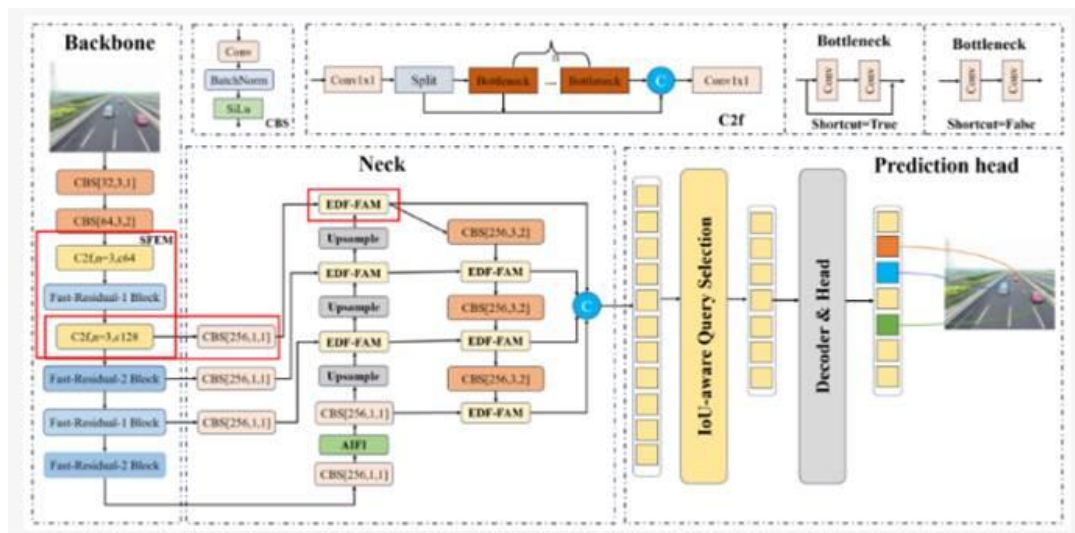 Backbone
CBS[32,3,1]
CBS[64,3,2]
SFEM
C2f,n=3,c64
Fast-Residual-1 Block
C2f,n=3,c128
Fast-Residual-2 Block
Fast-Residual-1 Block
Fast-Residual-2 Block
Conv
BatchNorm
SiLu
CBS
Conv1x1
Split
Bottleneck
...
Bottleneck
n
C
Conv1x1
C2f
Bottleneck
Conv
Conv
Shortcut=True
Bottleneck
Conv
Conv
Shortcut=False
Neck
CBS[256,1,1]
CBS[256,1,1]
CBS[256,1,1]
EDF-FAM
Upsample
EDF-FAM
Upsample
EDF-FAM
Upsample
CBS[256,1,1]
AIFI
CBS[256,1,1]
CBS[256,3,2]
EDF-FAM
CBS[256,3,2]
EDF-FAM
CBS[256,3,2]
EDF-FAM
C
Prediction head
IoU-aware Query Selection
Decoder & Head